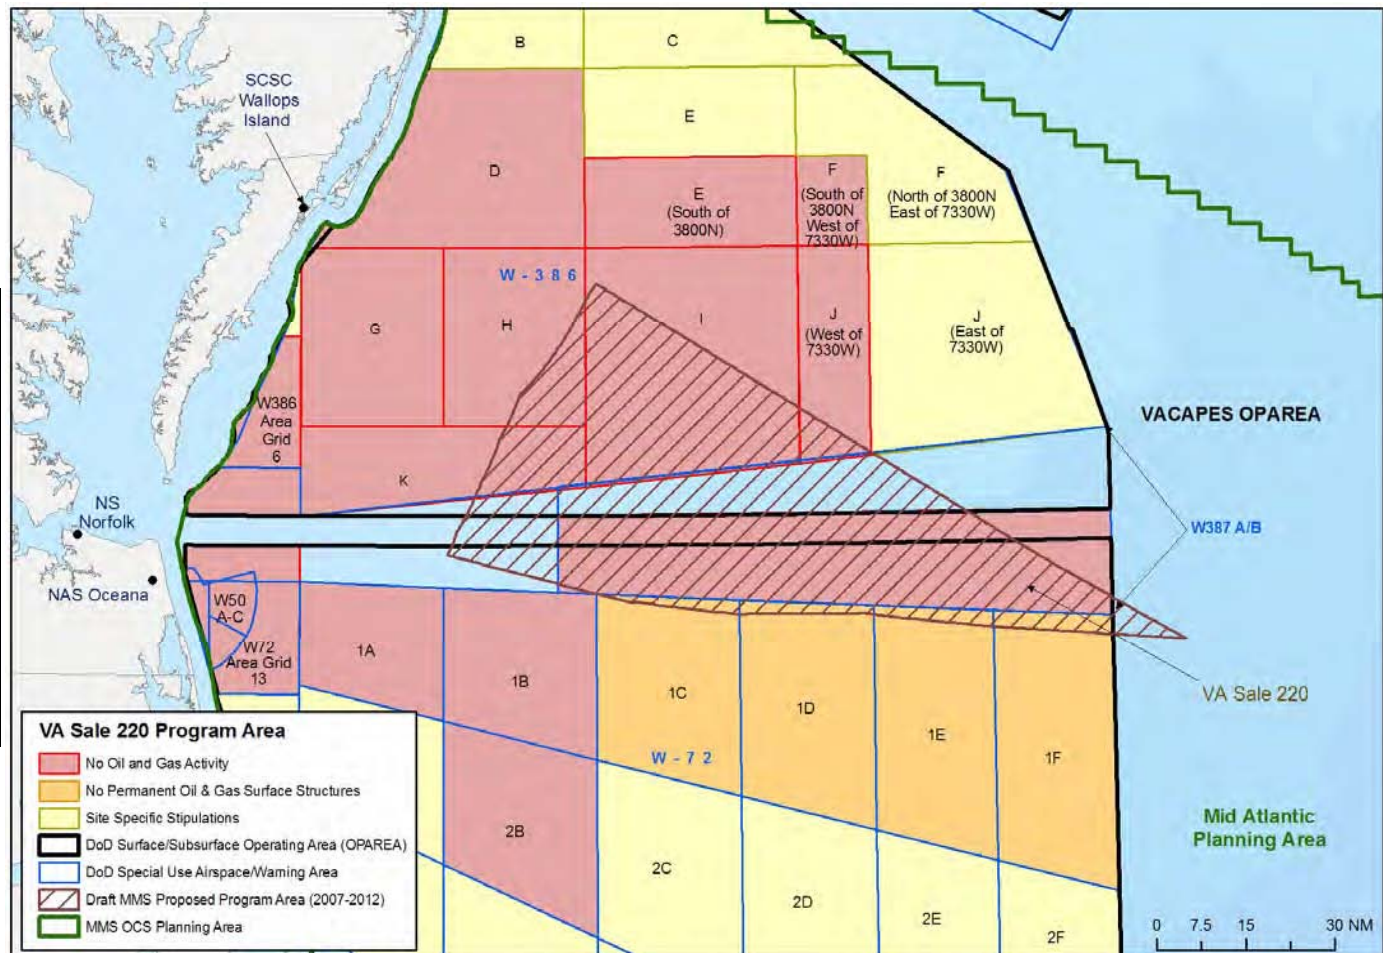 B
C
SCSC
Wallops
Island
E
D
F
(South of
3800N
West of
7330W)
F
(North of 3800N
East of 7330W)
E
(South of
3800N)
W - 3 8 6
G
H
I
J
(West of
7330W)
J
(East of
7330W)
W386
Area
Grid
6
VACAPES OPAREA
K
NS
Norfolk
W387 A/B
NAS Oceana
W50
A-C
W72
Area Grid
13
1A
1B
1C
1D
1E
1F
VA Sale 220
W - 7 2
2B
2C
2D
2E
2F
Mid Atlantic
Planning Area
VA Sale 220 Program Area
No Oil and Gas Activity
No Permanent Oil & Gas Surface Structures
Site Specific Stipulations
DoD Surface/Subsurface Operating Area (OPAREA)
DoD Special Use Airspace/Warning Area
Draft MMS Proposed Program Area (2007-2012)
MMS OCS Planning Area
0 7.5 15 30 NM